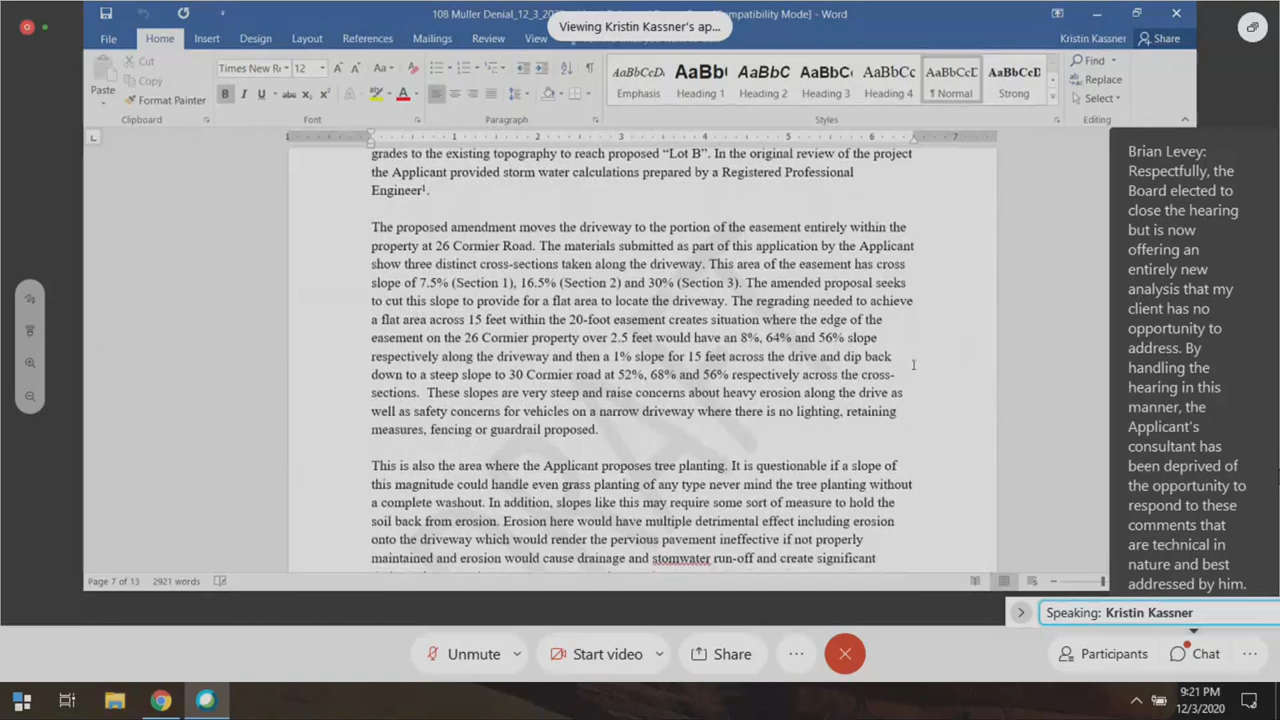 108 Muller Denial_12_3_20
[Compatibility Mode] - Word
Viewing Kristin Kassner's ap...
File Home Insert Design Layout References Mailings Review View
Kristin Kassner Share
Paste
Cut
Copy
Format Painter
Clipboard
Times New R 12
B I U abc x₂ x²
Font
Paragraph
AaBbCcD Emphasis
AaBb Heading 1
AaBbC Heading 2
AaBbCc Heading 3
AaBbCc Heading 4
AaBbCcD ¶ Normal
AaBbCc Strong
Styles
Find
Replace
Select
Editing
1 1 2 3 4 5 6 7
grades to the existing topography to reach proposed “Lot B”. In the original review of the project
the Applicant provided storm water calculations prepared by a Registered Professional
Engineer¹.
The proposed amendment moves the driveway to the portion of the easement entirely within the
property at 26 Cormier Road. The materials submitted as part of this application by the Applicant
show three distinct cross-sections taken along the driveway. This area of the easement has cross
slope of 7.5% (Section 1), 16.5% (Section 2) and 30% (Section 3). The amended proposal seeks
to cut this slope to provide for a flat area to locate the driveway. The regrading needed to achieve
a flat area across 15 feet within the 20-foot easement creates situation where the edge of the
easement on the 26 Cormier property over 2.5 feet would have an 8%, 64% and 56% slope
respectively along the driveway and then a 1% slope for 15 feet across the drive and dip back
down to a steep slope to 30 Cormier road at 52%, 68% and 56% respectively across the cross-
sections. These slopes are very steep and raise concerns about heavy erosion along the drive as
well as safety concerns for vehicles on a narrow driveway where there is no lighting, retaining
measures, fencing or guardrail proposed.
This is also the area where the Applicant proposes tree planting. It is questionable if a slope of
this magnitude could handle even grass planting of any type never mind the tree planting without
a complete washout. In addition, slopes like this may require some sort of measure to hold the
soil back from erosion. Erosion here would have multiple detrimental effect including erosion
onto the driveway which would render the pervious pavement ineffective if not properly
maintained and erosion would cause drainage and stomwater run-off and create significant
DRAFT
Page 7 of 13 2921 words
Brian Levey:
Respectfully, the
Board elected to
close the hearing
but is now
offering an
entirely new
analysis that my
client has no
opportunity to
address. By
handling the
hearing in this
manner, the
Applicant's
consultant has
been deprived of
the opportunity to
respond to these
comments that
are technical in
nature and best
addressed by him.
Speaking: Kristin Kassner
Unmute Start video Share Participants Chat
9:21 PM
12/3/2020